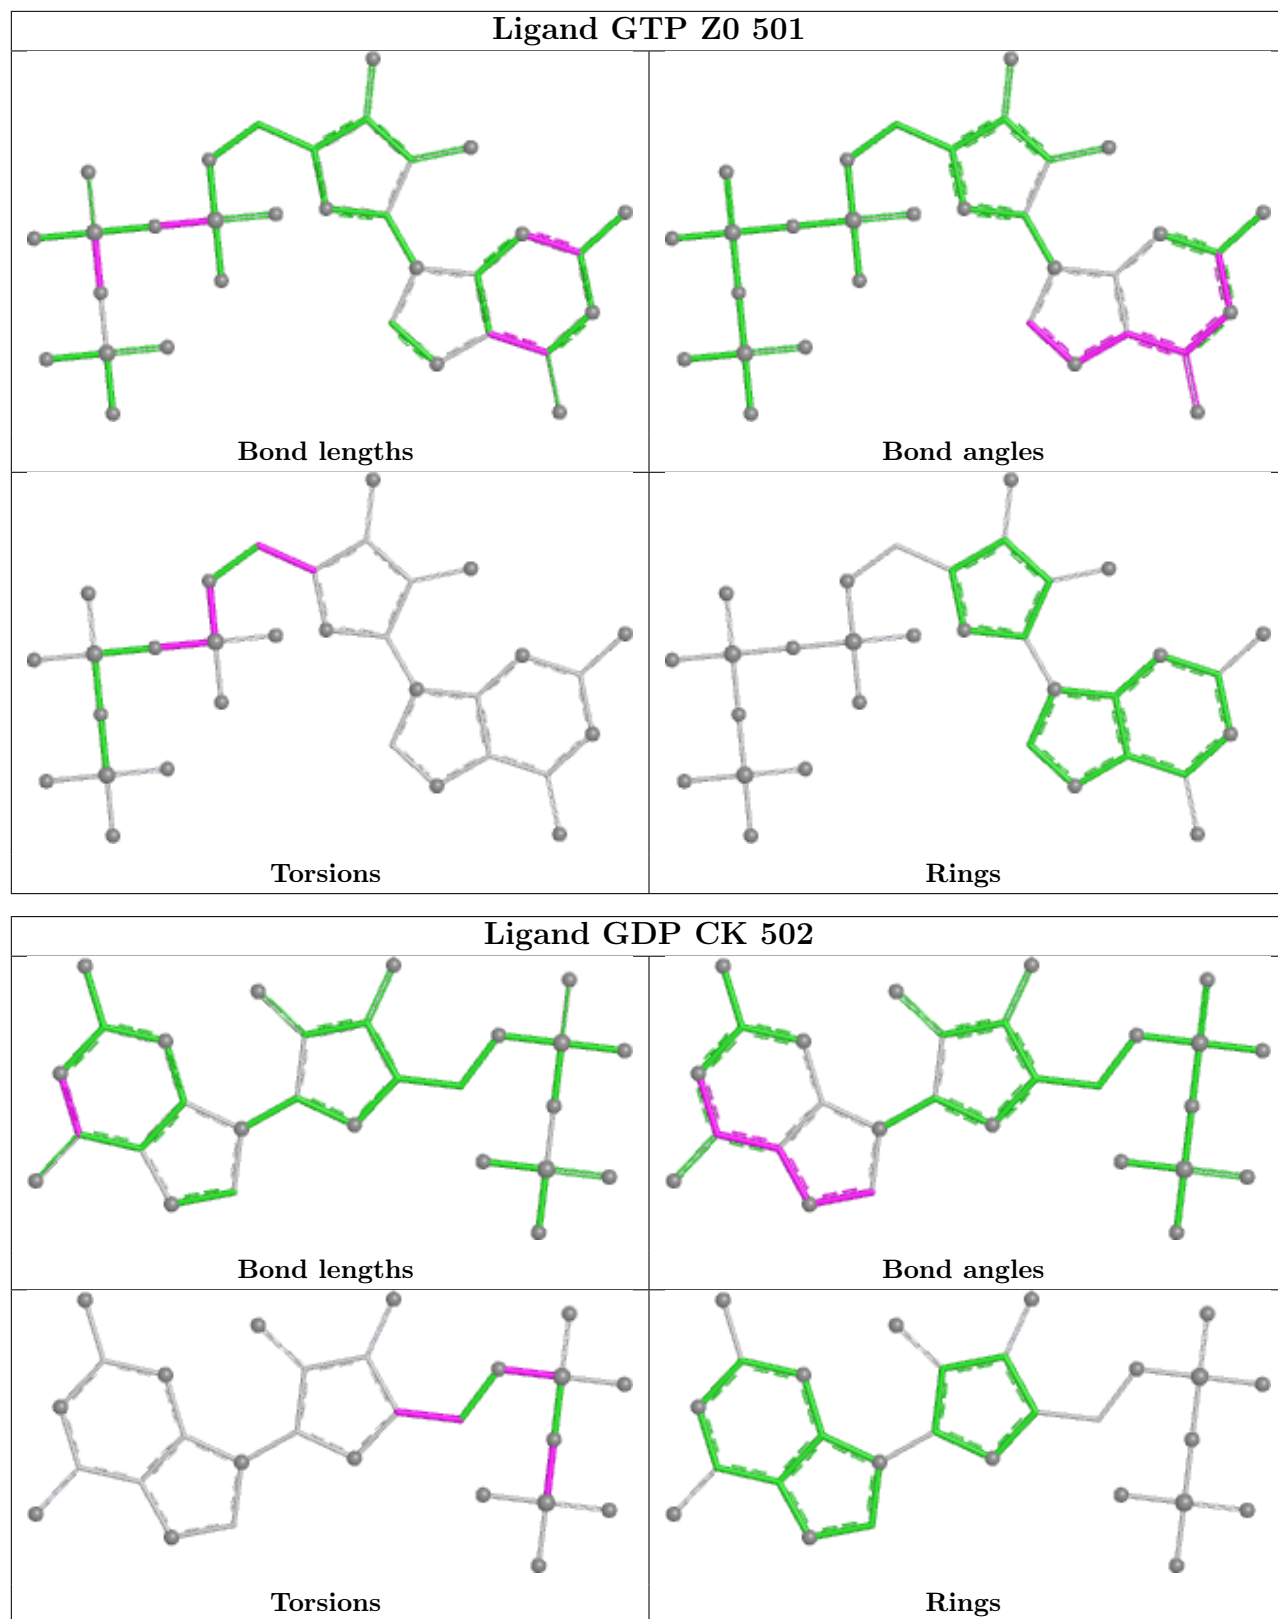 Ligand GTP Z0 501
Bond lengths
Bond angles
Torsions
Rings
Ligand GDP CK 502
Bond lengths
Bond angles
Torsions
Rings